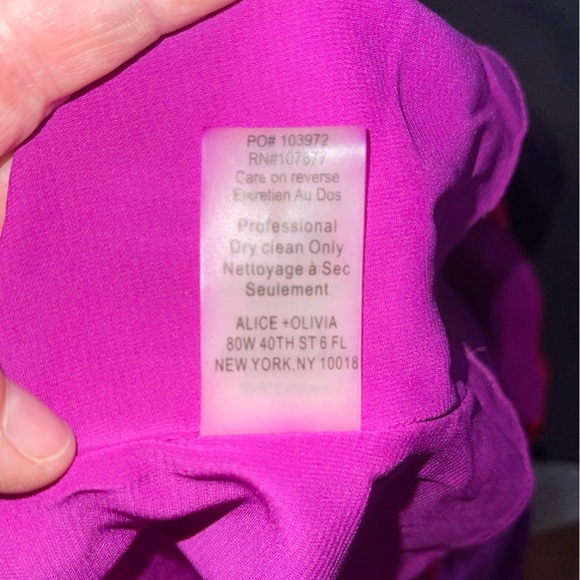 PO# 103972
RN#107677
Care on reverse
Entretien Au Dos
Professional
Dry clean Only
Nettoyage à Sec
Seulement
ALICE +OLIVIA
80W 40TH ST 6 FL
NEW YORK,NY 10018